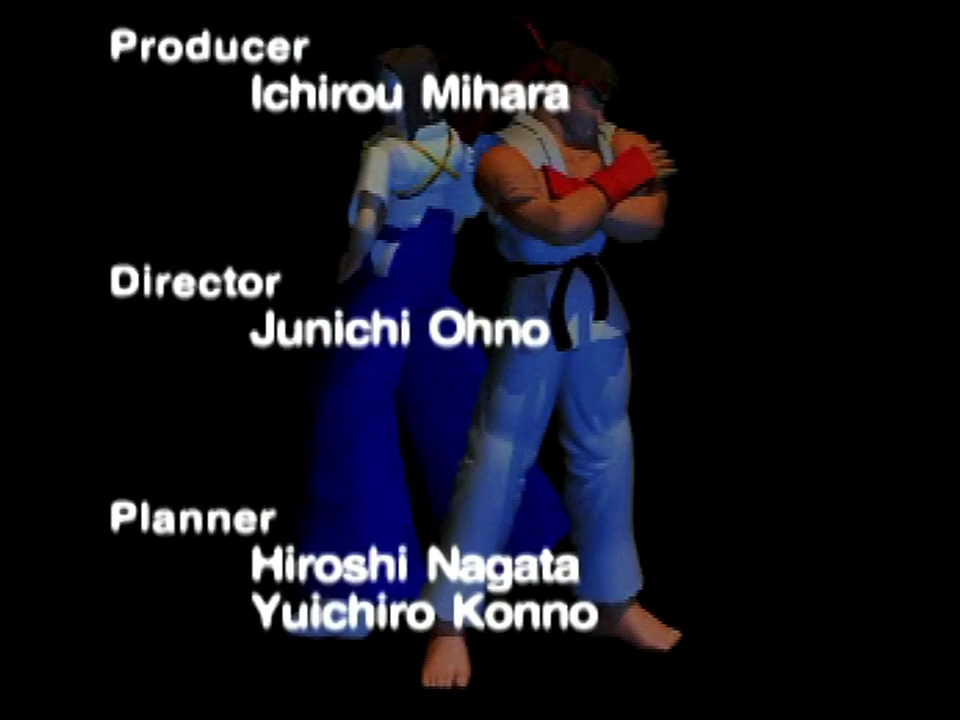 Producer
Ichirou Mihara
Director
Junichi Ohno
Planner
Hiroshi Nagata
Yuichiro Konno